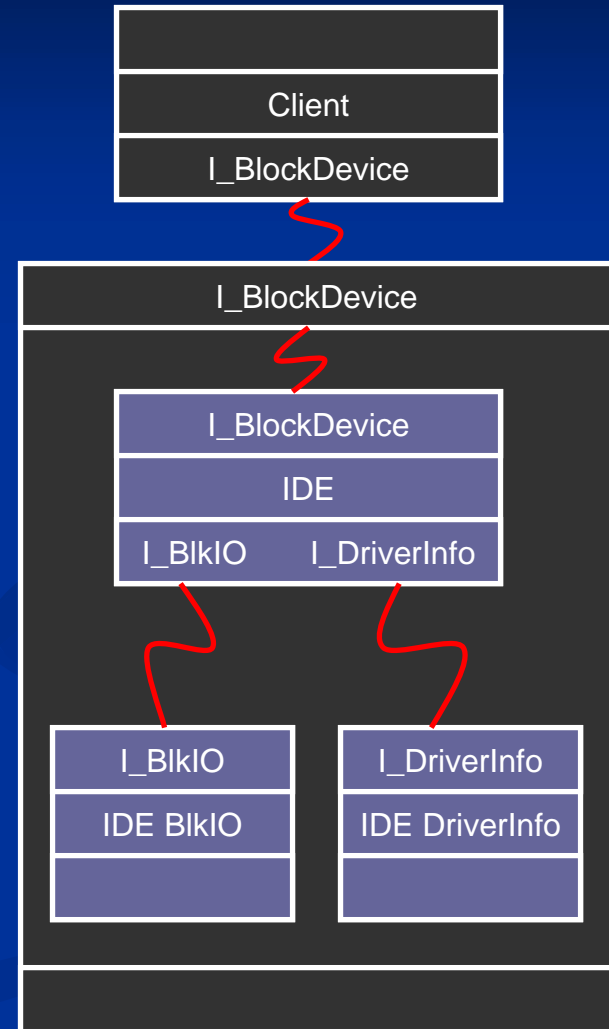 Client
I_BlockDevice
I_BlockDevice
I_BlockDevice
IDE
I_BlkIO I_DriverInfo
I_BlkIO I_DriverInfo
IDE BlkIO IDE DriverInfo